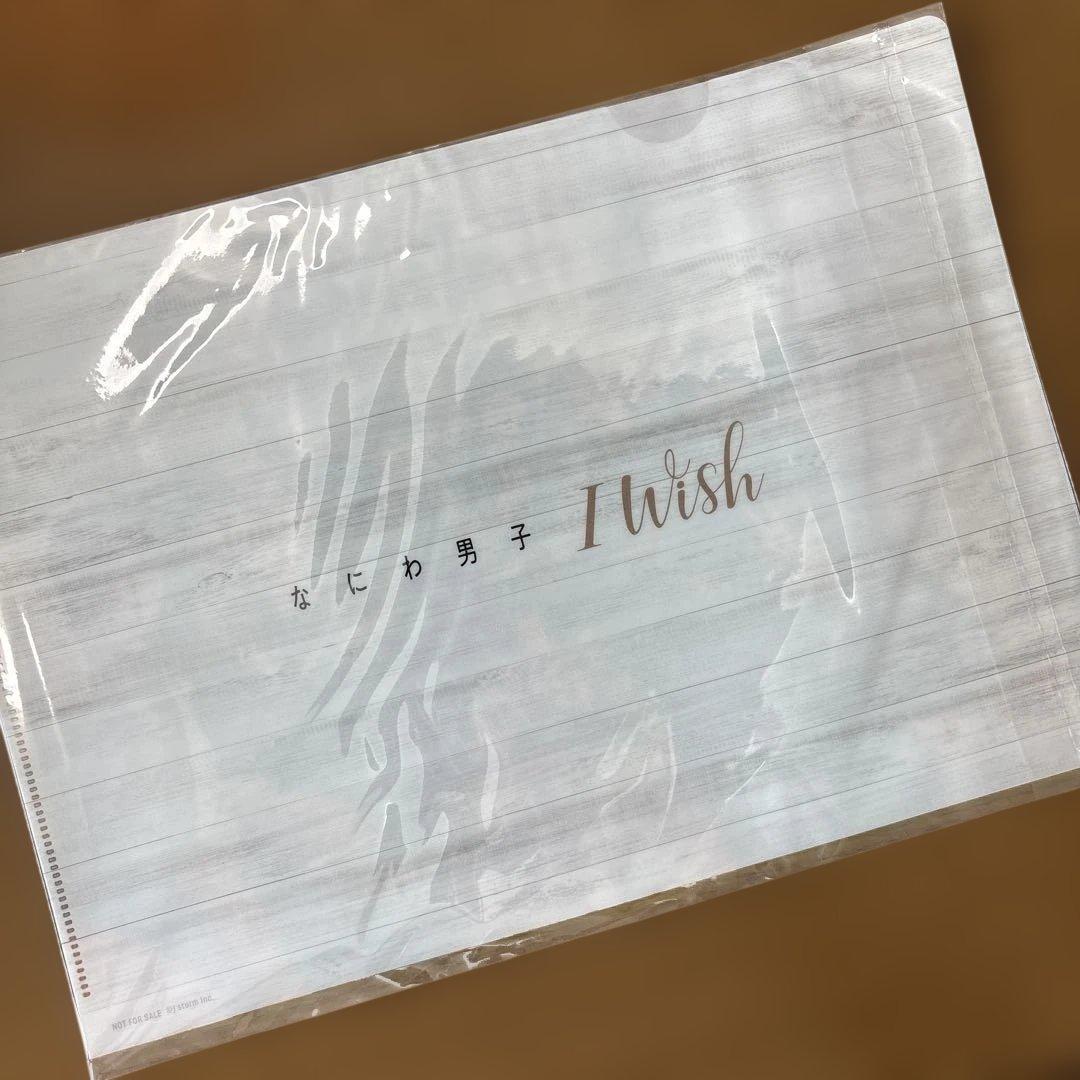 なにわ男子 I Wish
NOT FOR SALE ©J Storm Inc.